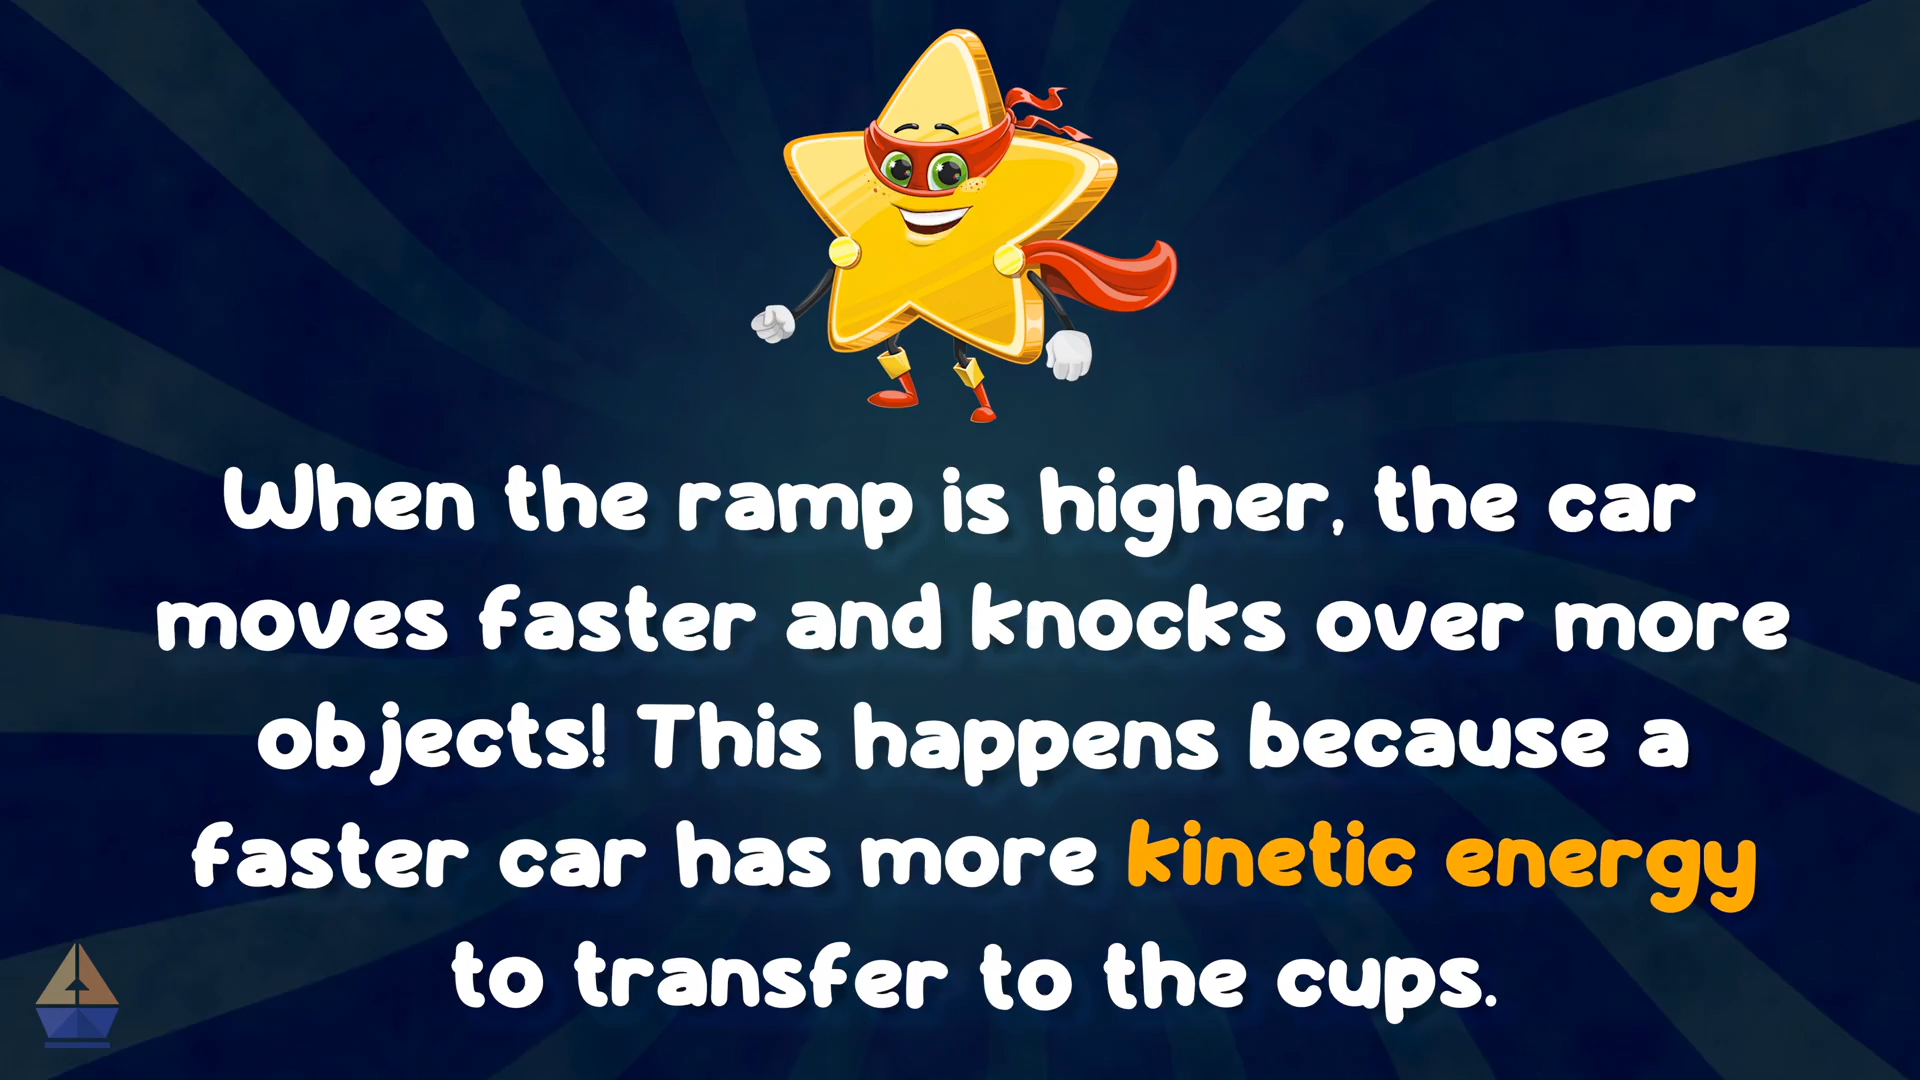 When the ramp is higher, the car
moves faster and knocks over more
objects! This happens because a
faster car has more kinetic energy
to transfer to the cups.